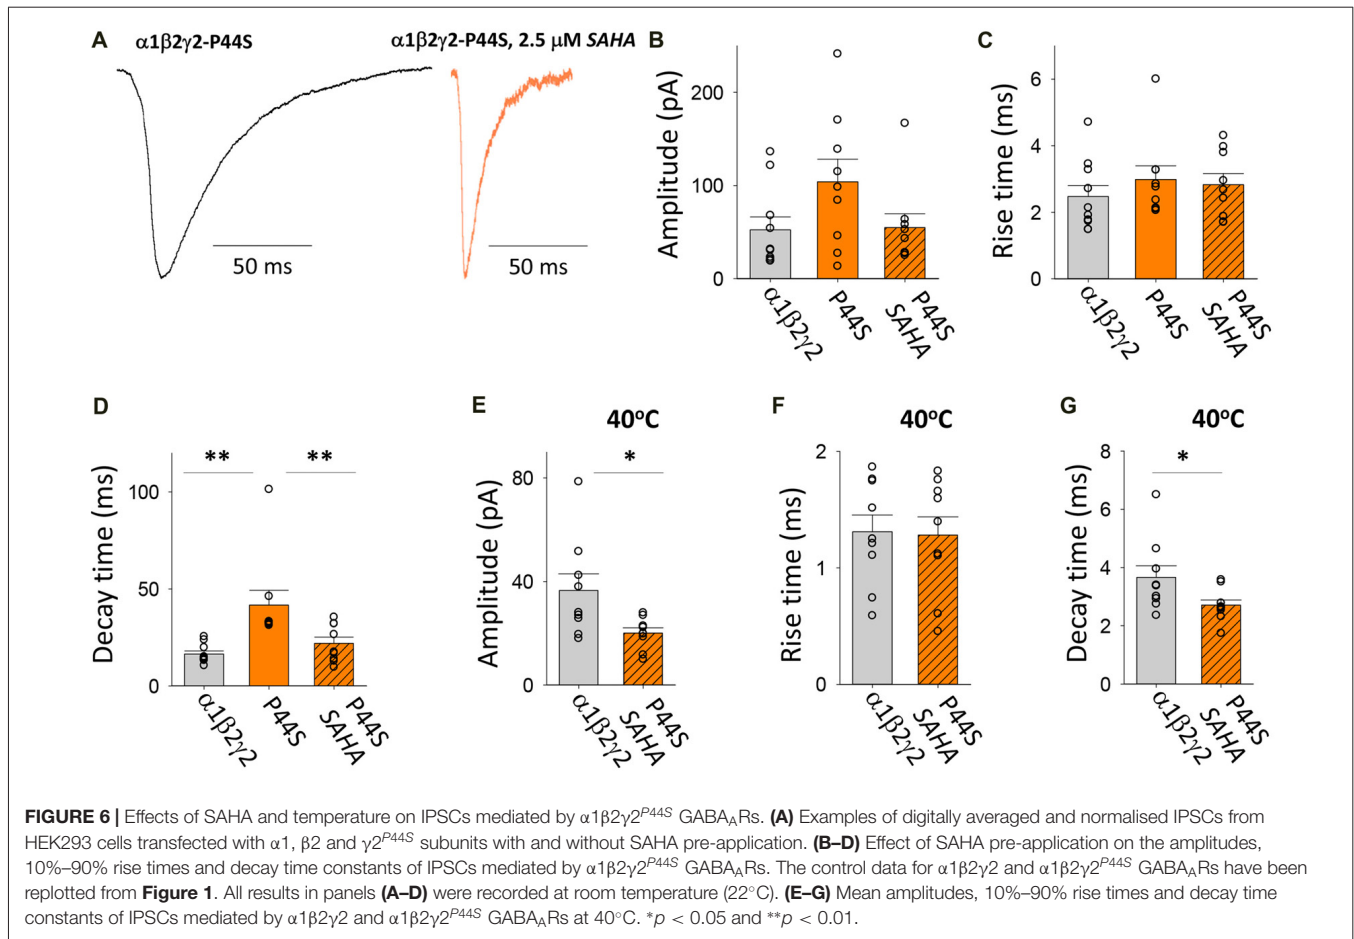 A
α1β2γ2-P44S
α1β2γ2-P44S, 2.5 μM SAHA
50 ms
50 ms
B
Amplitude (pA)
200
100
0
α1β2γ2
P44S
P44S
SAHA
C
Rise time (ms)
6
4
2
0
α1β2γ2
P44S
P44S
SAHA
D
Decay time (ms)
100
50
0
**
**
α1β2γ2
P44S
P44S
SAHA
E
40ºC
Amplitude (pA)
80
40
0
*
α1β2γ2
P44S
SAHA
F
40ºC
Rise time (ms)
2
1
0
α1β2γ2
P44S
SAHA
G
40ºC
Decay time (ms)
8
6
4
2
0
*
α1β2γ2
P44S
SAHA
FIGURE 6 | Effects of SAHA and temperature on IPSCs mediated by α1β2γ2P44S GABAARs. (A) Examples of digitally averaged and normalised IPSCs from
HEK293 cells transfected with α1, β2 and γ2P44S subunits with and without SAHA pre-application. (B–D) Effect of SAHA pre-application on the amplitudes,
10%–90% rise times and decay time constants of IPSCs mediated by α1β2γ2P44S GABAARs. The control data for α1β2γ2 and α1β2γ2P44S GABAARs have been
replotted from Figure 1. All results in panels (A–D) were recorded at room temperature (22°C). (E–G) Mean amplitudes, 10%–90% rise times and decay time
constants of IPSCs mediated by α1β2γ2 and α1β2γ2P44S GABAARs at 40°C. *p < 0.05 and **p < 0.01.